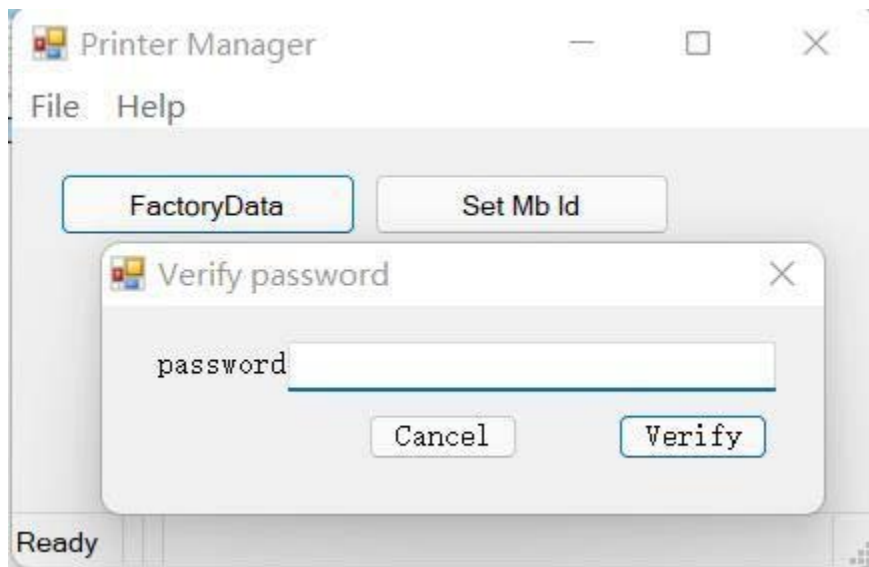 Printer Manager
File Help
FactoryData Set Mb Id
Verify password
password
Cancel Verify
Ready